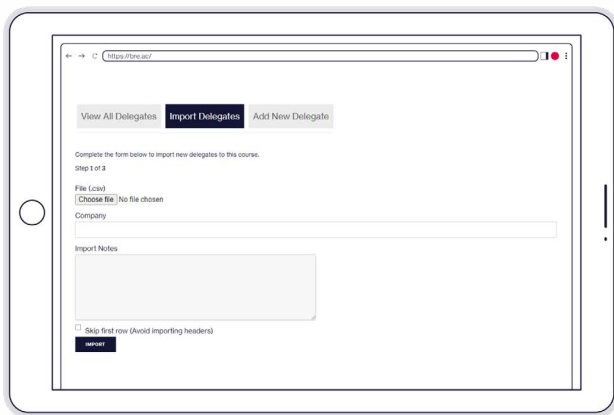 https://bre.ac/
View All Delegates Import Delegates Add New Delegate
Complete the form below to import new delegates to this course.
Step 1 of 3
File (.csv)
Choose file No file chosen
Company
Import Notes
Skip first row (Avoid importing headers)
IMPORT